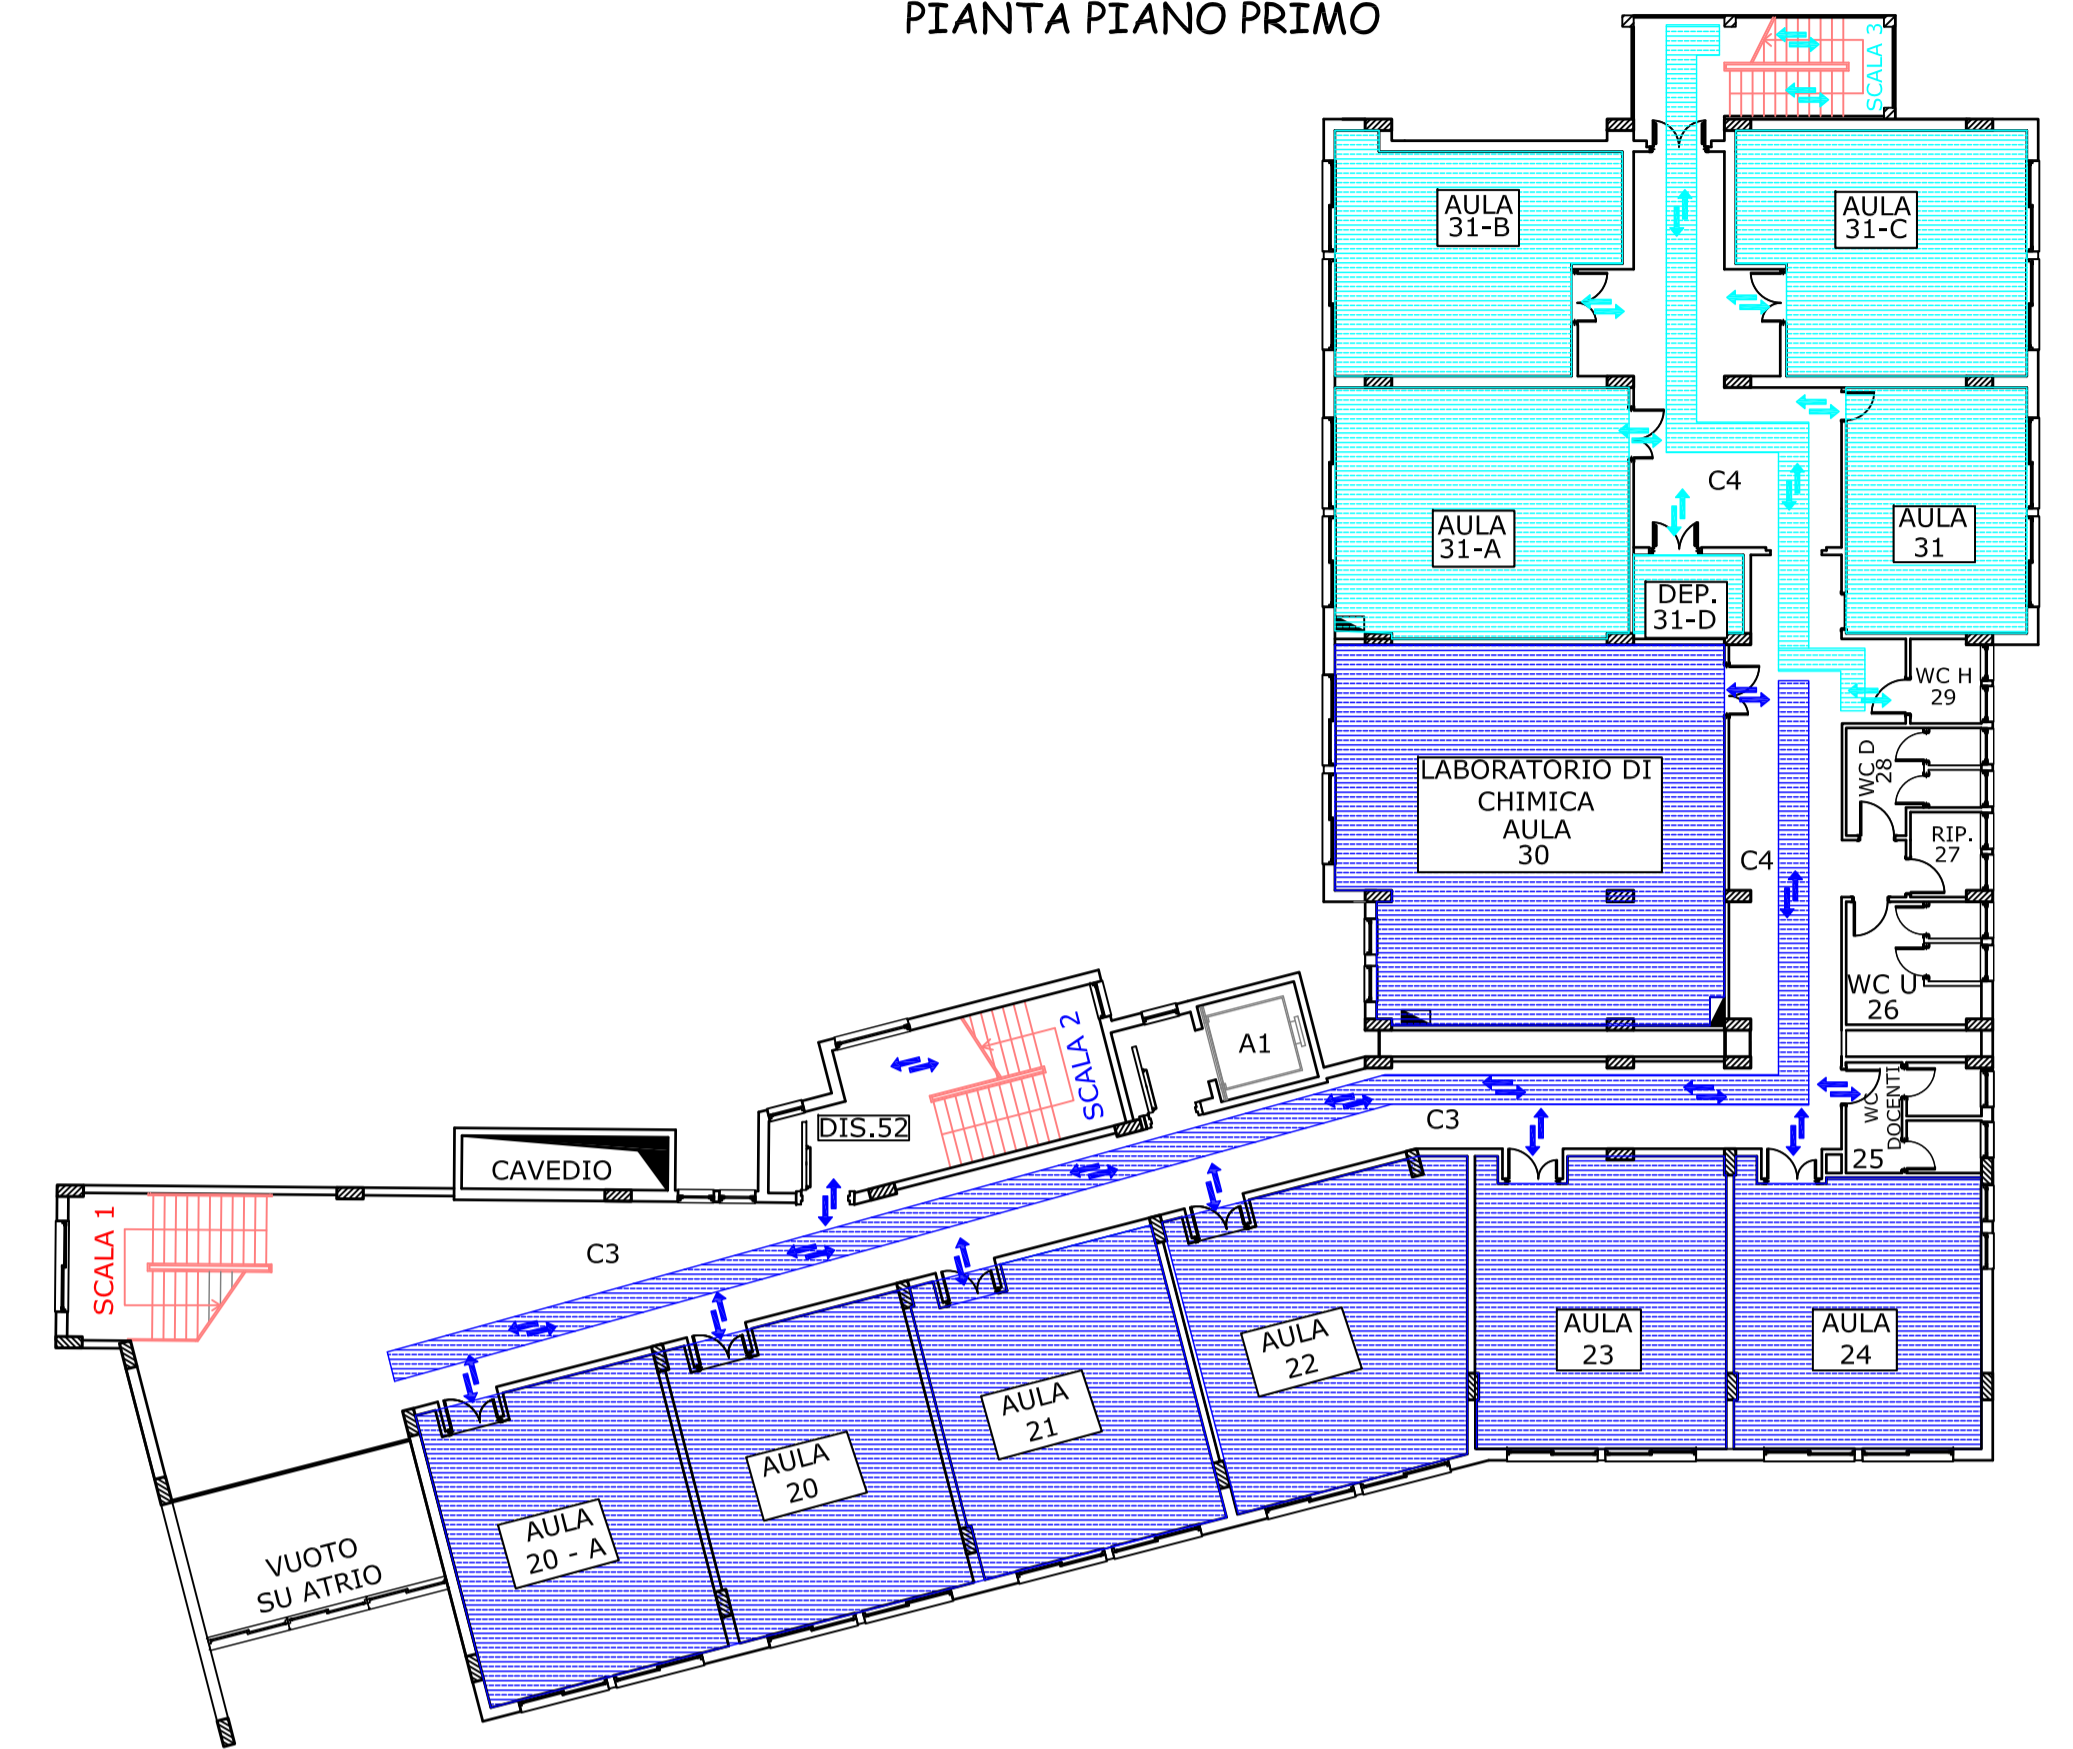 PIANTA PIANO PRIMO
SCALA 3
AULA
31-B
AULA
31-C
C4
AULA
31-A
AULA
31
DEP.
31-D
WC H
29
WC D
28
LABORATORIO DI
CHIMICA
AULA
30
C4
RIP.
27
WC U
26
SCALA 2
A1
DIS.52
C3
WC
DOCENTI
25
CAVEDIO
SCALA 1
C3
AULA
22
AULA
23
AULA
24
AULA
21
AULA
20
AULA
20 - A
VUOTO
SU ATRIO